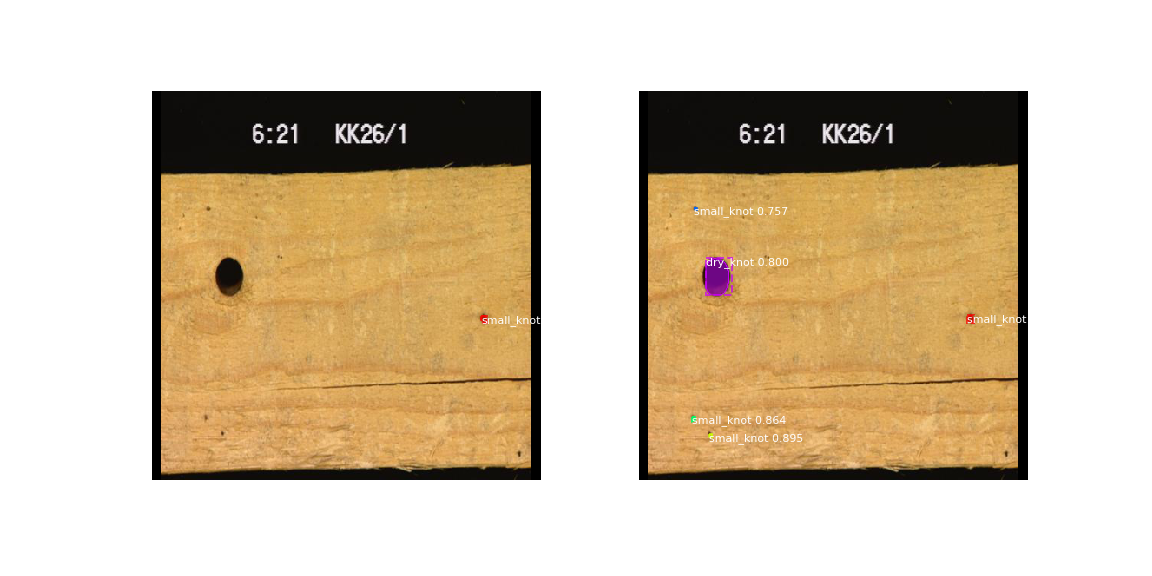 6:21 KK26/1
small_knot
6:21 KK26/1
small_knot 0.757
dry_knot 0.800
small_knot
small_knot 0.864
small_knot 0.895